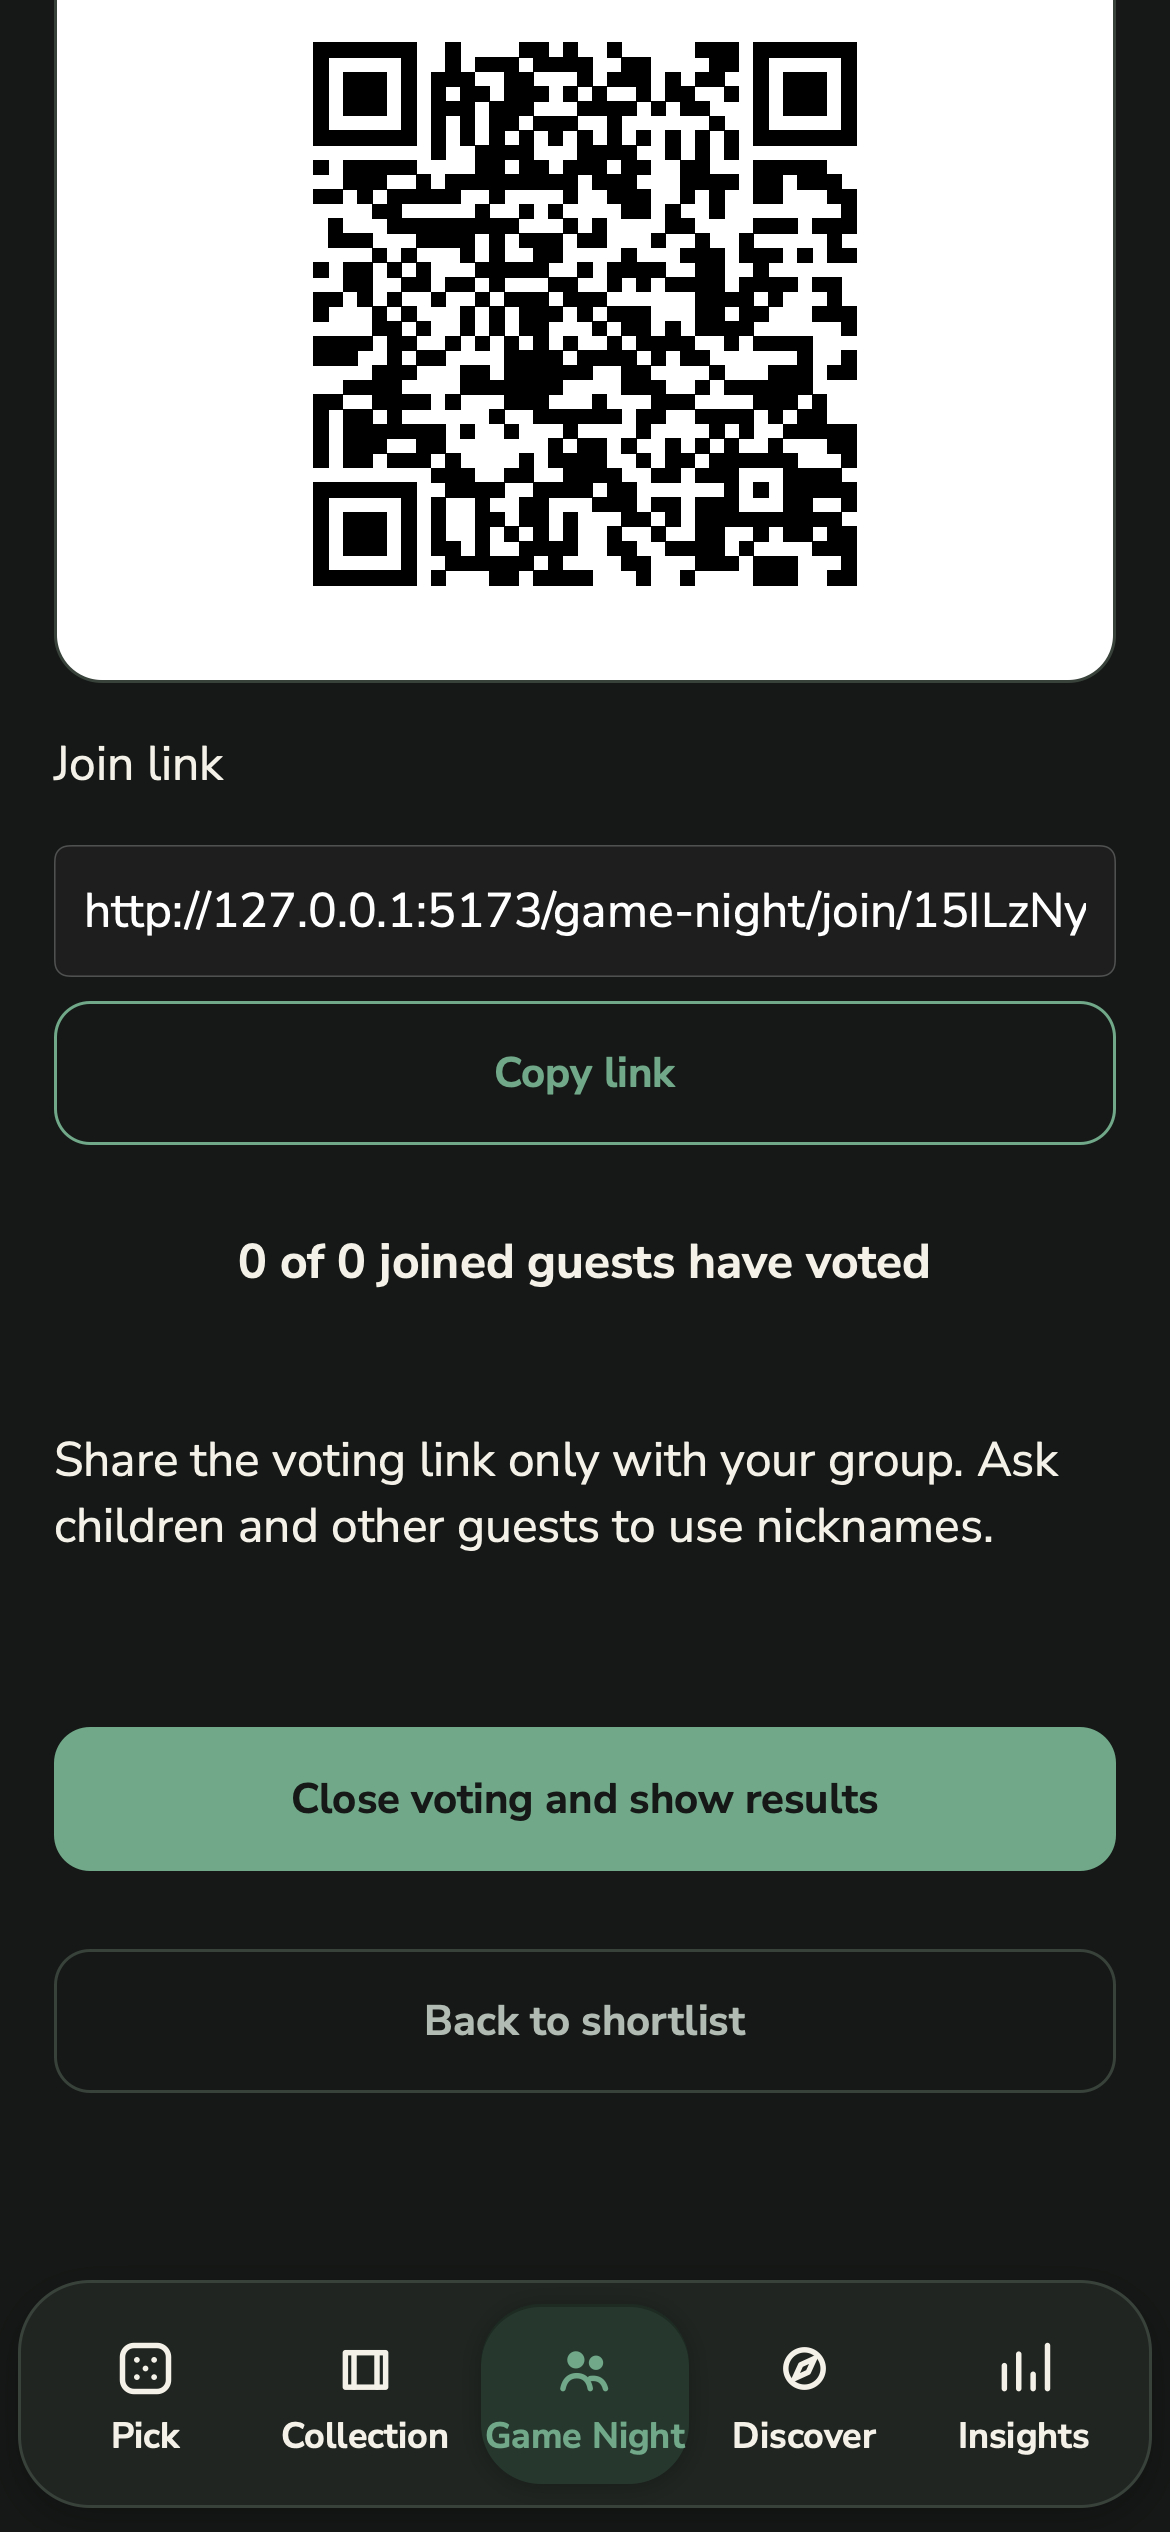 Join link
http://127.0.0.1:5173/game-night/join/15ILzNy
Copy link
0 of 0 joined guests have voted
Share the voting link only with your group. Ask
children and other guests to use nicknames.
Close voting and show results
Back to shortlist
Pick
Collection
Game Night
Discover
Insights